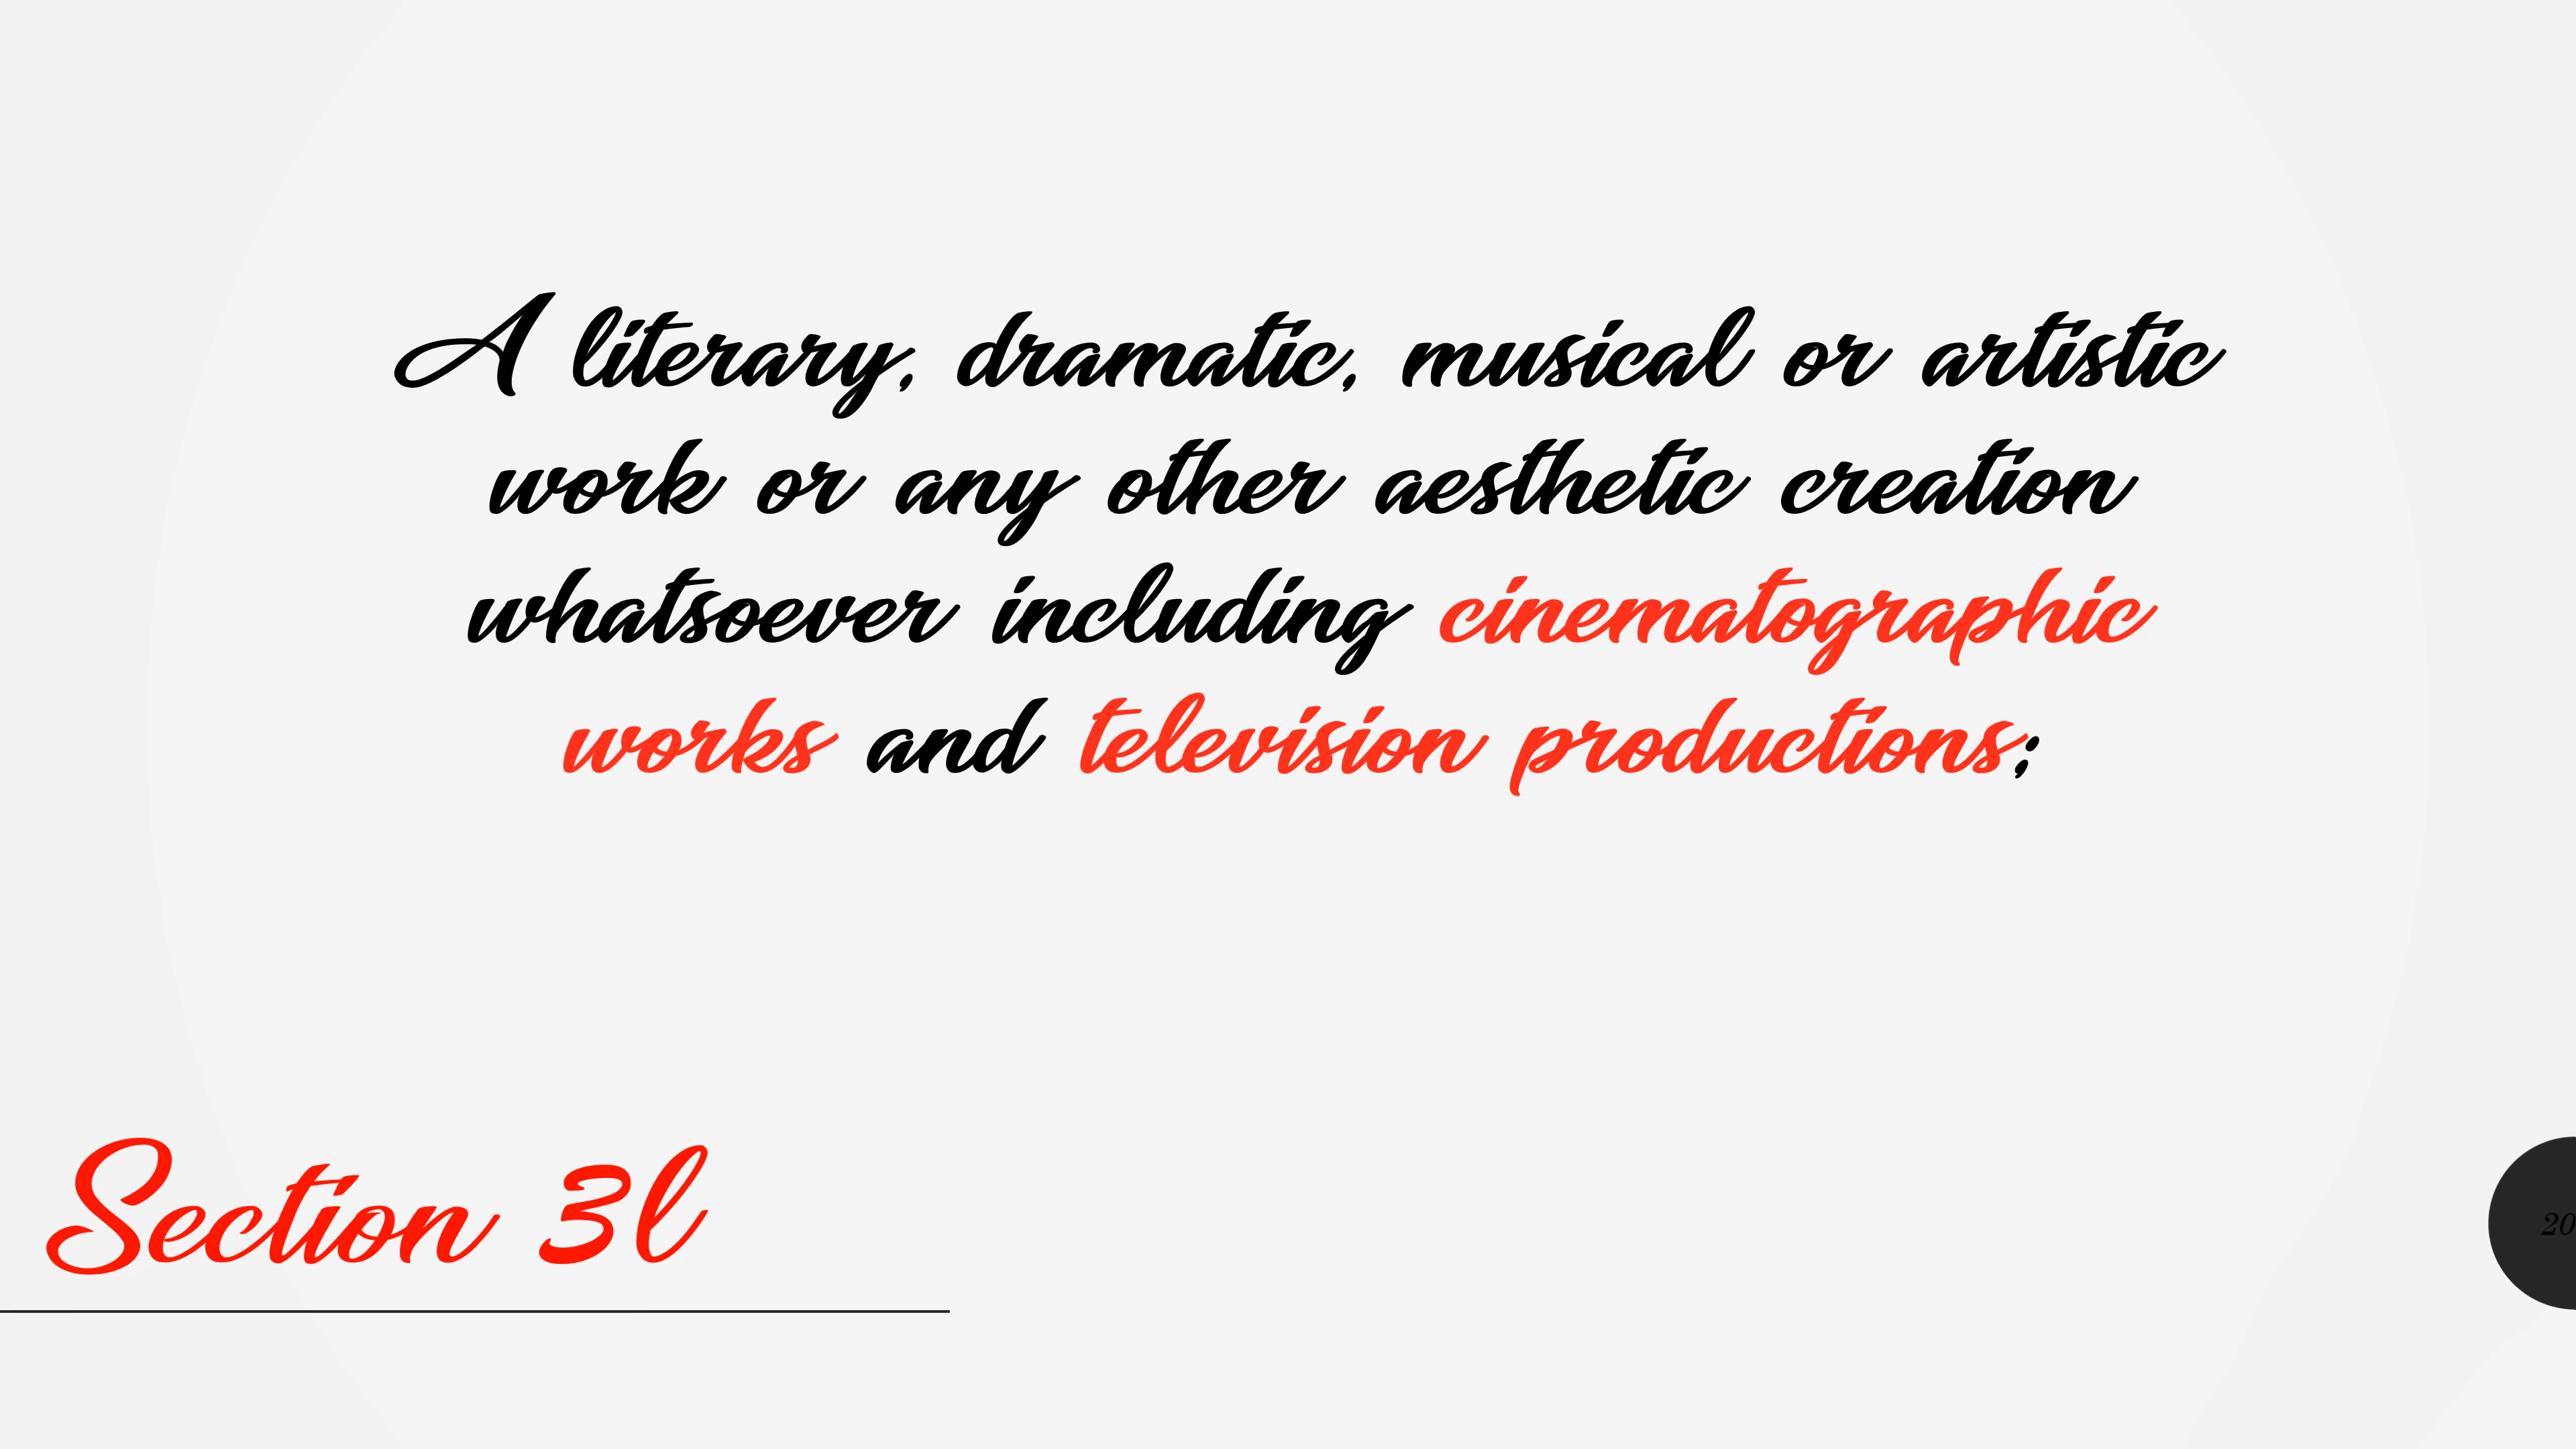 A literary, dramatic, musical or artistic
work or any other aesthetic creation
whatsoever including cinematographic
works and television productions;
Section 3l
20